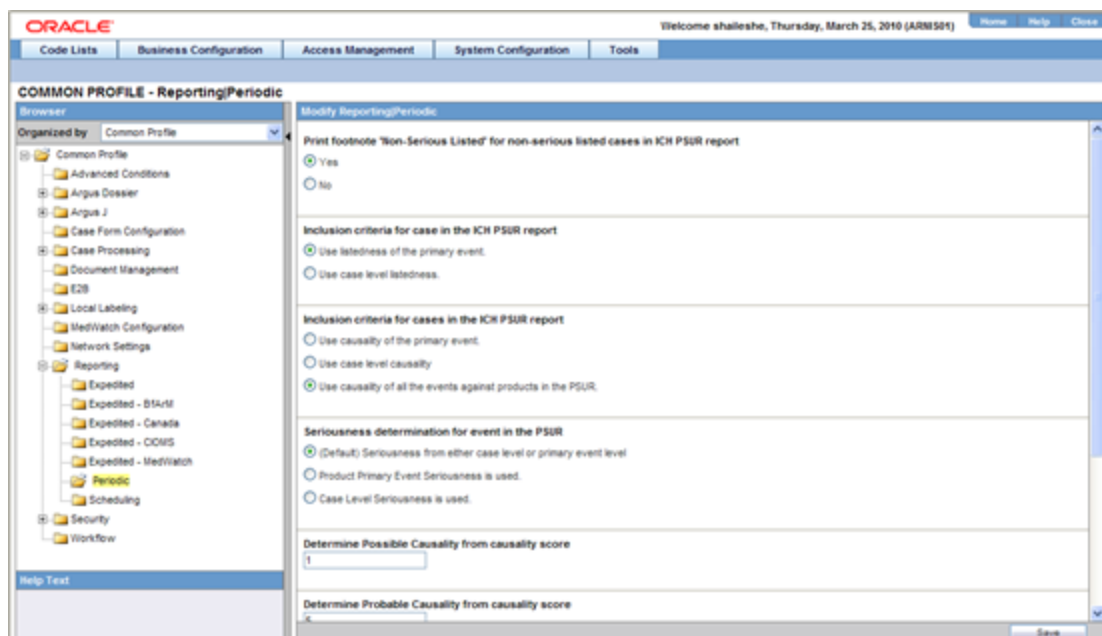 ORACLE
Welcome shaileshe, Thursday, March 25, 2010 (ARMIS01)
Home Help Close
Code Lists Business Configuration Access Management System Configuration Tools
COMMON PROFILE - Reporting|Periodic
Browser
Organized by Common Profile
Common Profile
Advanced Conditions
Argus Dossier
Argus J
Case Form Configuration
Case Processing
Document Management
E2B
Local Labeling
MedWatch Configuration
Network Settings
Reporting
Expedited
Expedited - BfArM
Expedited - Canada
Expedited - CIOMS
Expedited - MedWatch
Periodic
Scheduling
Security
Workflow
Help Text
Modify Reporting|Periodic
Print footnote 'Non-Serious Listed' for non-serious listed cases in ICH PSUR report
Yes
No
Inclusion criteria for case in the ICH PSUR report
Use listedness of the primary event.
Use case level listedness.
Inclusion criteria for cases in the ICH PSUR report
Use causality of the primary event.
Use case level causality
Use causality of all the events against products in the PSUR.
Seriousness determination for event in the PSUR
(Default) Seriousness from either case level or primary event level
Product Primary Event Seriousness is used.
Case Level Seriousness is used.
Determine Possible Causality from causality score
1
Determine Probable Causality from causality score
Save